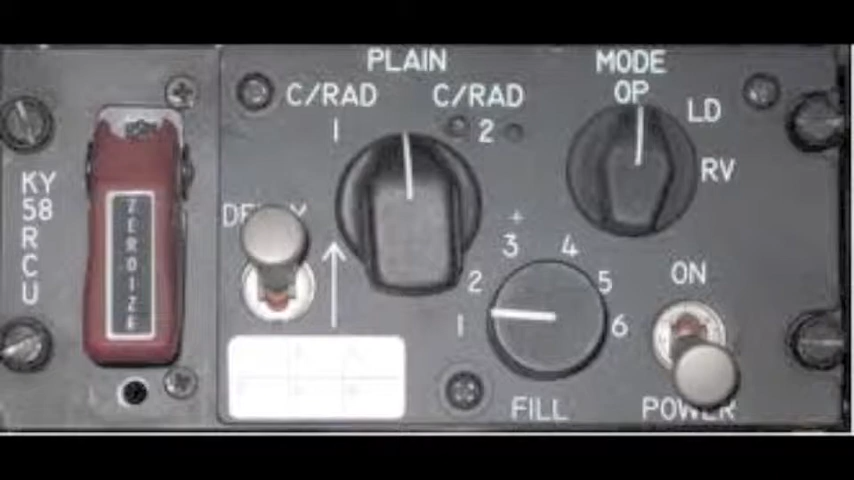 PLAIN
MODE
C/RAD
C/RAD
OP
LD
1
2
RV
KY
58
R
C
U
ZEROIZE
DELAY
+
3
4
ON
2
5
1
6
FILL
POWER